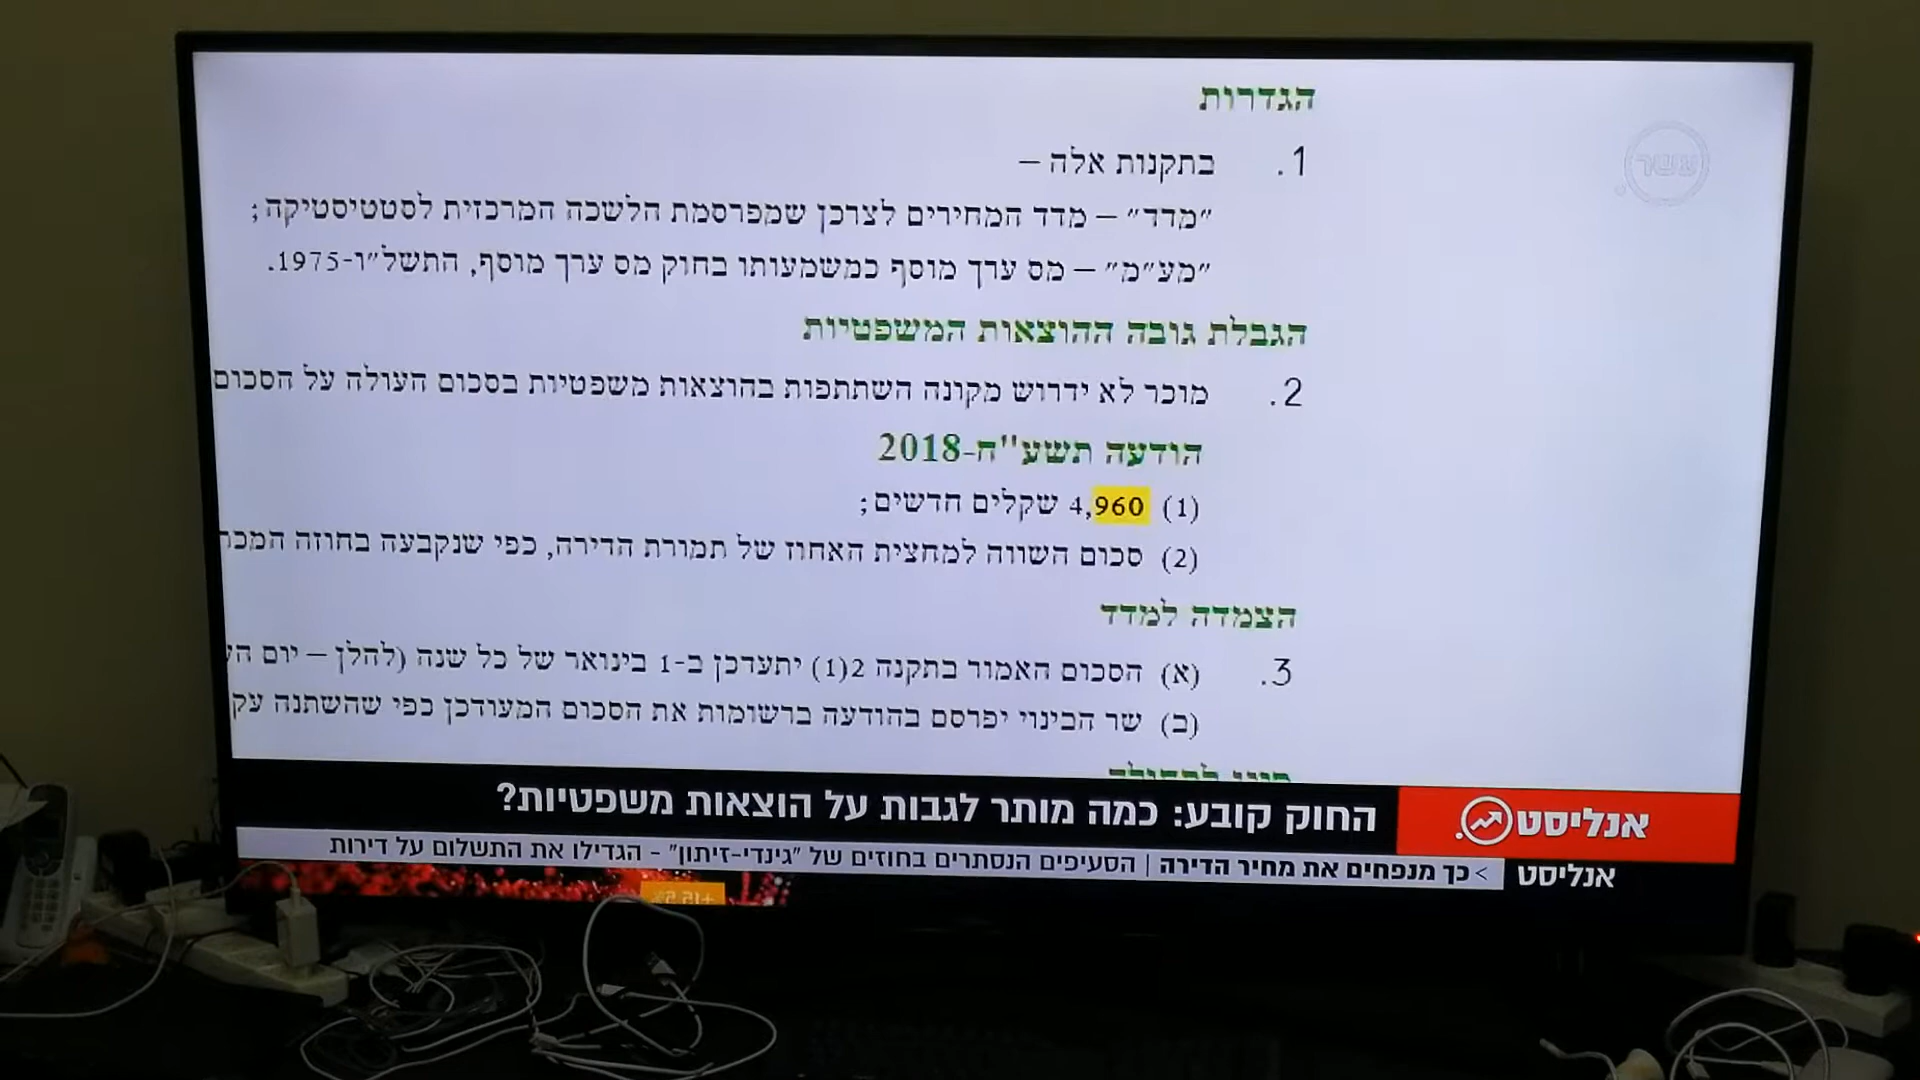 הגדרות
עשר
1. בתקנות אלה –
"מדד" – מדד המחירים לצרכן שמפרסמת הלשכה המרכזית לסטטיסטיקה;
"מע"מ" – מס ערך מוסף כמשמעותו בחוק מס ערך מוסף, התשל"ו-1975.
הגבלת גובה ההוצאות המשפטיות
2. מוכר לא ידרוש מקונה השתתפות בהוצאות משפטיות בסכום העולה על הסכום
הודעה תשע"ח-2018
(1) 4,960 שקלים חדשים;
(2) סכום השווה למחצית האחוז של תמורת הדירה, כפי שנקבעה בחוזה
הצמדה למדד
3. (א) הסכום האמור בתקנה 2(1) יתעדכן ב-1 בינואר של כל שנה (להלן – יום
(ב) שר הבינוי יפרסם בהודעה ברשומות את הסכום המעודכן כפי שהשתנה
החוק קובע: כמה מותר לגבות על הוצאות משפטיות?
אנליסט
> כך מנפחים את מחיר הדירה | הסעיפים הנסתרים בחוזים של "גינדי-זיתון" - הגדילו את התשלום על דירות
אנליסט